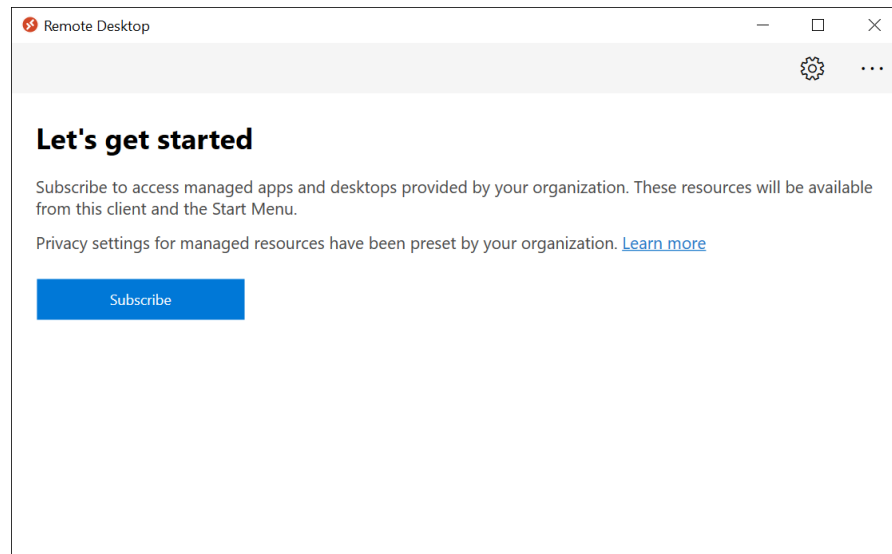 Remote Desktop
Let's get started
Subscribe to access managed apps and desktops provided by your organization. These resources will be available
from this client and the Start Menu.
Privacy settings for managed resources have been preset by your organization. Learn more
Subscribe